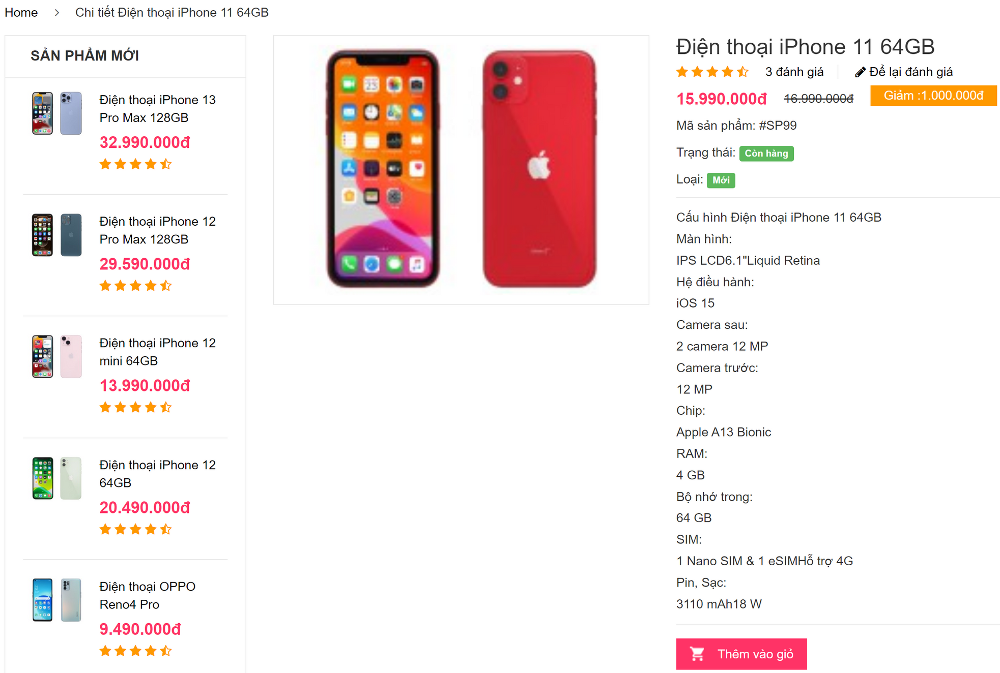 Home > Chi tiết Điện thoại iPhone 11 64GB
SẢN PHẨM MỚI
Điện thoại iPhone 13
Pro Max 128GB
32.990.000đ
Điện thoại iPhone 12
Pro Max 128GB
29.590.000đ
Điện thoại iPhone 12
mini 64GB
13.990.000đ
Điện thoại iPhone 12
64GB
20.490.000đ
Điện thoại OPPO
Reno4 Pro
9.490.000đ
Điện thoại iPhone 11 64GB
3 đánh giá Để lại đánh giá
15.990.000đ 16.990.000đ Giảm :1.000.000đ
Mã sản phẩm: #SP99
Trạng thái: Còn hàng
Loại: Mới
Cấu hình Điện thoại iPhone 11 64GB
Màn hình:
IPS LCD6.1"Liquid Retina
Hệ điều hành:
iOS 15
Camera sau:
2 camera 12 MP
Camera trước:
12 MP
Chip:
Apple A13 Bionic
RAM:
4 GB
Bộ nhớ trong:
64 GB
SIM:
1 Nano SIM & 1 eSIMHỗ trợ 4G
Pin, Sạc:
3110 mAh18 W
Thêm vào giỏ